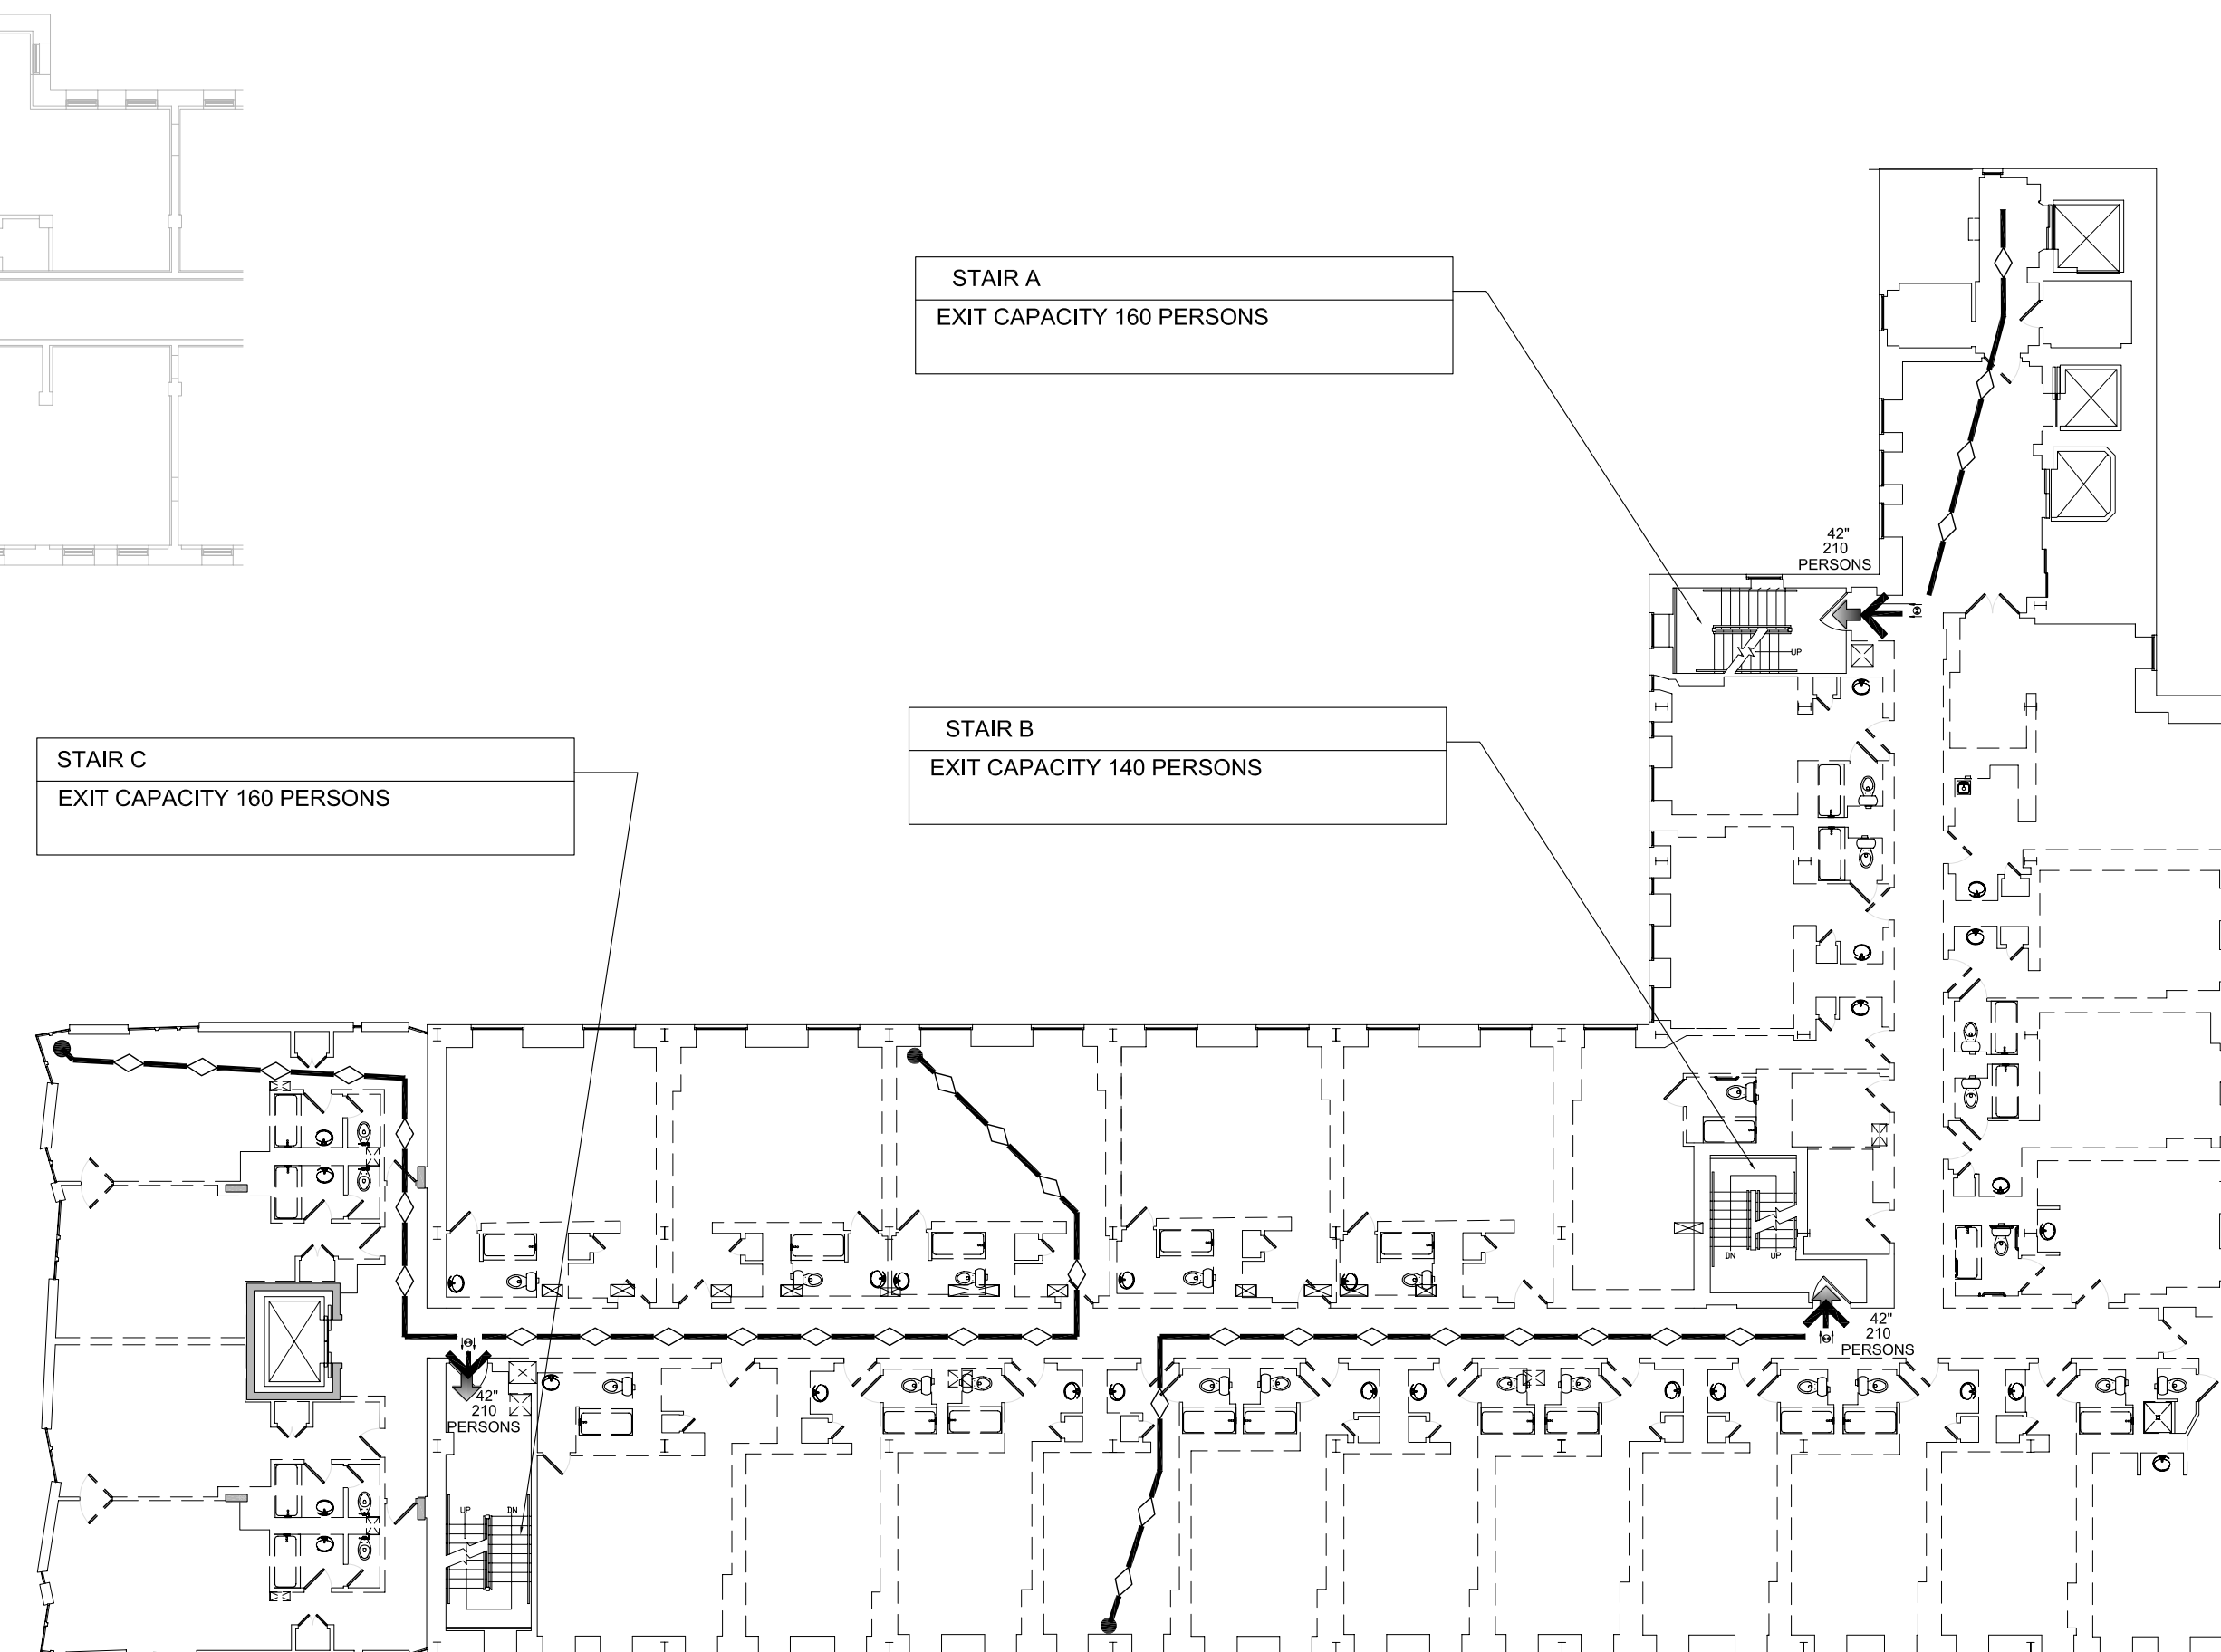 STAIR A
EXIT CAPACITY 160 PERSONS
42"
210
PERSONS
UP
STAIR B
EXIT CAPACITY 140 PERSONS
STAIR C
EXIT CAPACITY 160 PERSONS
DN
UP
42"
210
PERSONS
42"
210
PERSONS
UP
DN